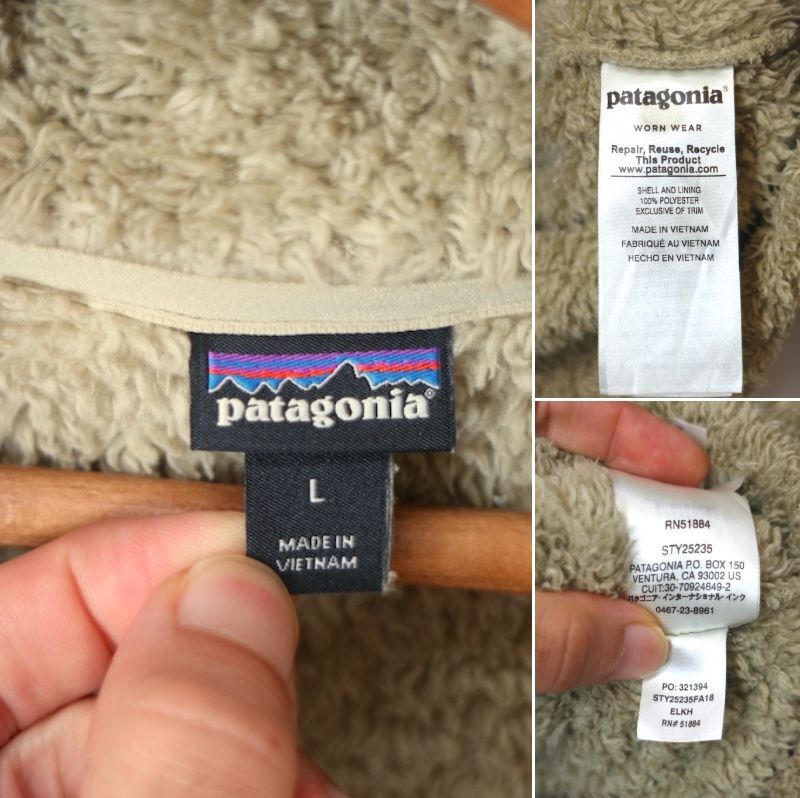 patagonia®
L
MADE IN
VIETNAM
patagonia®
WORN WEAR
Repair, Reuse, Recycle
This Product
www.patagonia.com
SHELL AND LINING
100% POLYESTER
EXCLUSIVE OF TRIM
MADE IN VIETNAM
FABRIQUÉ AU VIETNAM
HECHO EN VIETNAM
RN51884
STY25235
PATAGONIA P.O. BOX 150
VENTURA, CA 93002 US
CUIT:30-70924649-2
パタゴニア・インターナショナル・インク
0467-23-8961
PO: 321394
STY25235FA18
ELKH
RN# 51884